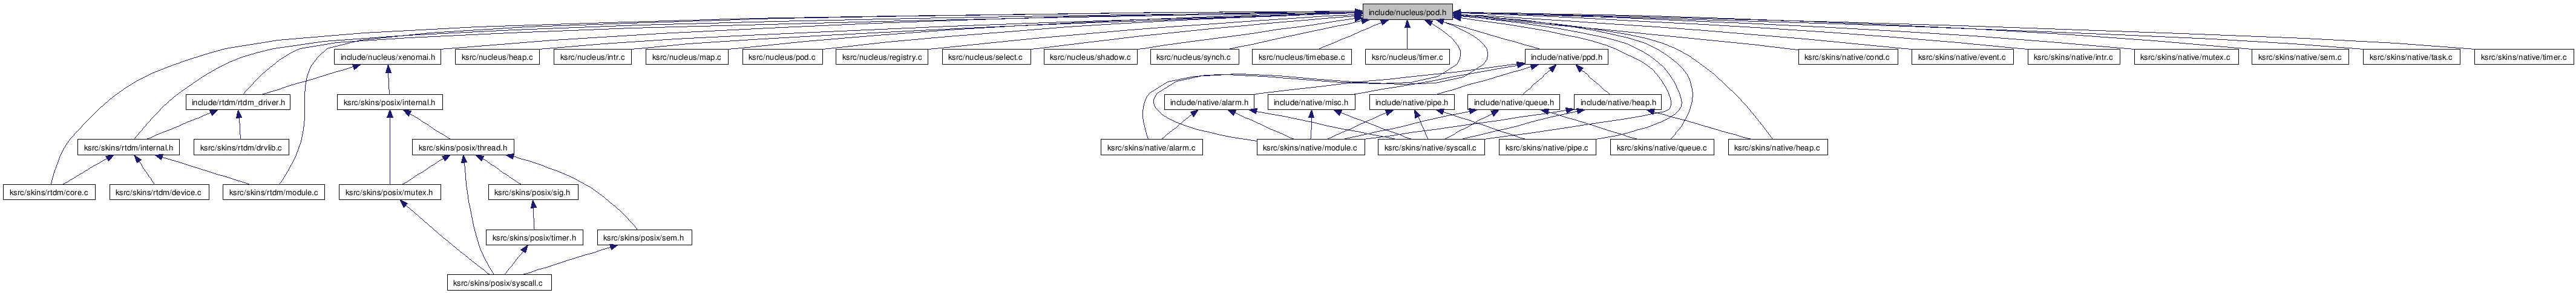 include/nucleus/pod.h
include/nucleus/xenomai.h
ksrc/nucleus/heap.c
ksrc/nucleus/intr.c
ksrc/nucleus/map.c
ksrc/nucleus/pod.c
ksrc/nucleus/registry.c
ksrc/nucleus/select.c
ksrc/nucleus/shadow.c
ksrc/nucleus/synch.c
ksrc/nucleus/timebase.c
ksrc/nucleus/timer.c
include/native/ppd.h
ksrc/skins/native/cond.c
ksrc/skins/native/event.c
ksrc/skins/native/intr.c
ksrc/skins/native/mutex.c
ksrc/skins/native/sem.c
ksrc/skins/native/task.c
ksrc/skins/native/timer.c
include/rtdm/rtdm_driver.h
ksrc/skins/posix/internal.h
include/native/alarm.h
include/native/misc.h
include/native/pipe.h
include/native/queue.h
include/native/heap.h
ksrc/skins/rtdm/internal.h
ksrc/skins/rtdm/drvlib.c
ksrc/skins/posix/thread.h
ksrc/skins/native/alarm.c
ksrc/skins/native/module.c
ksrc/skins/native/syscall.c
ksrc/skins/native/pipe.c
ksrc/skins/native/queue.c
ksrc/skins/native/heap.c
ksrc/skins/rtdm/core.c
ksrc/skins/rtdm/device.c
ksrc/skins/rtdm/module.c
ksrc/skins/posix/mutex.h
ksrc/skins/posix/sig.h
ksrc/skins/posix/timer.h
ksrc/skins/posix/sem.h
ksrc/skins/posix/syscall.c